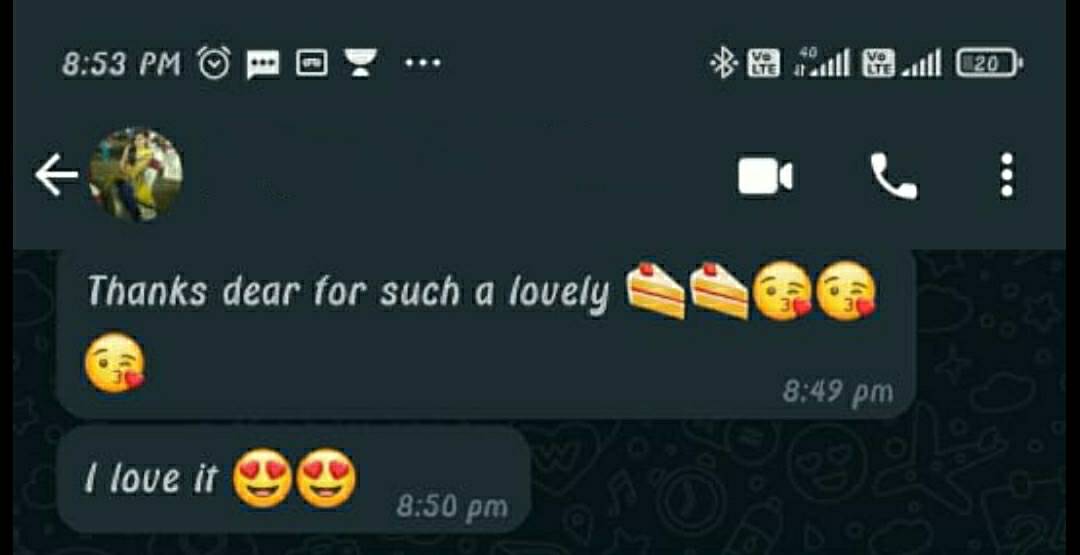 8:53 PM ... Vo LTE 4G Vo LTE 20
Thanks dear for such a lovely 🍰🍰😘😘
😘
8:49 pm
I love it 😍😍
8:50 pm